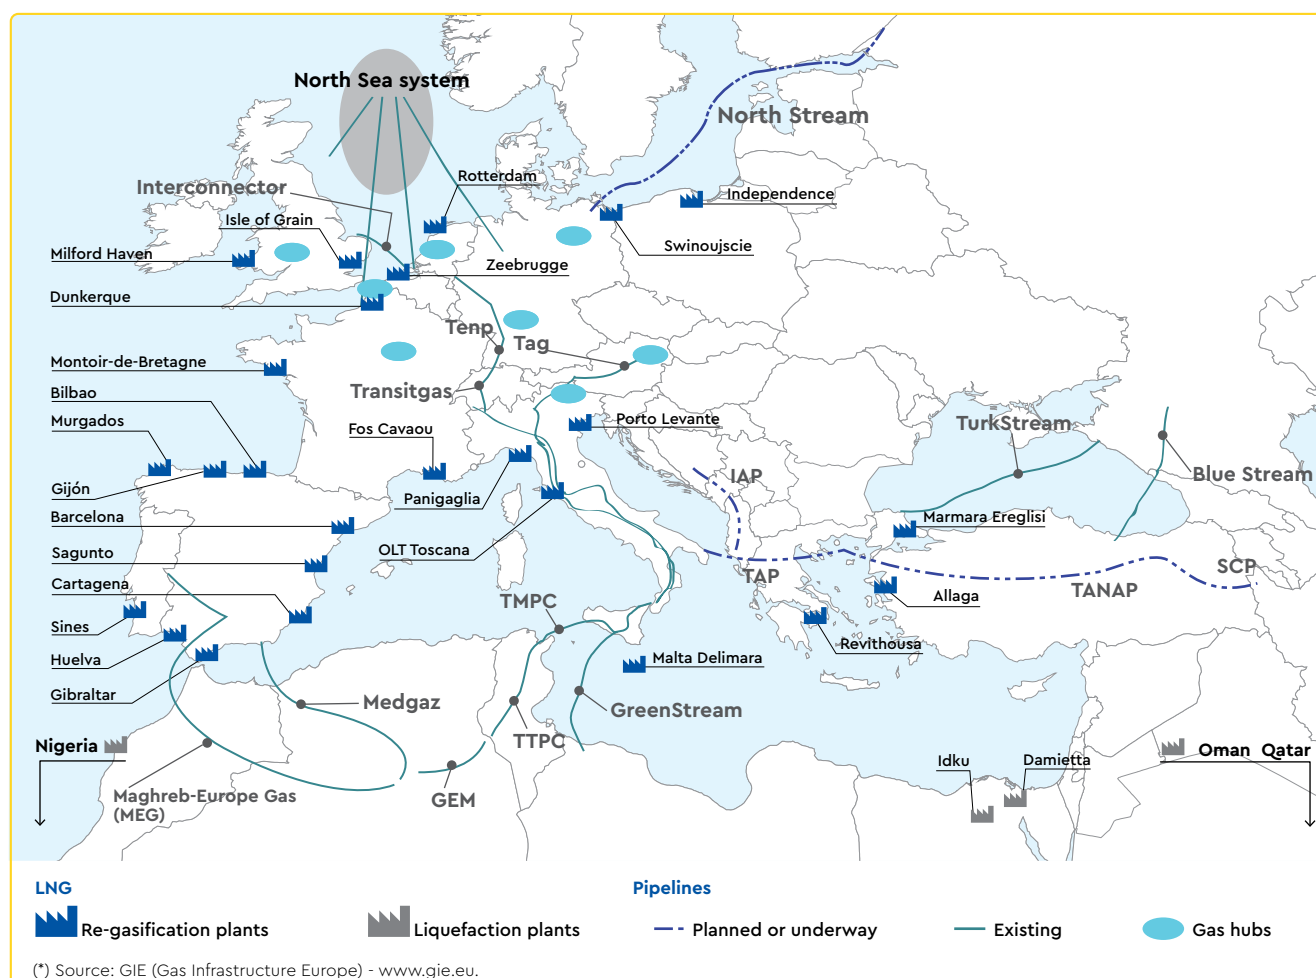 North Sea system
North Stream
Rotterdam
Interconnector
Independence
Isle of Grain
Swinoujscie
Milford Haven
Zeebrugge
Dunkerque
Tenp
Tag
Montoir-de-Bretagne
Transitgas
Bilbao
Murgados
Fos Cavaou
Porto Levante
TurkStream
Blue Stream
IAP
Gijón
Panigaglia
Barcelona
Marmara Ereglisi
OLT Toscana
Sagunto
SCP
Cartagena
TAP
TANAP
Allaga
TMPC
Sines
Revithousa
Huelva
Malta Delimara
Gibraltar
Medgaz
GreenStream
TTPC
Nigeria
Oman Qatar
Idku
Damietta
Maghreb-Europe Gas
(MEG)
GEM
LNG
Pipelines
Re-gasification plants
Liquefaction plants
Planned or underway
Existing
Gas hubs
(*) Source: GIE (Gas Infrastructure Europe) - www.gie.eu.